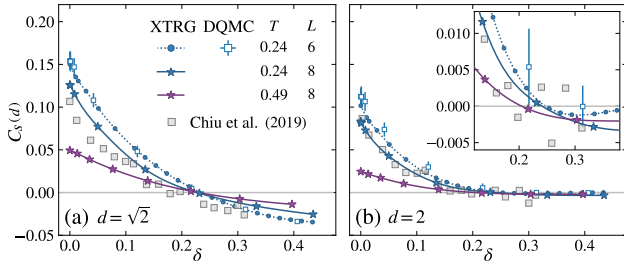 XTRG DQMC T L
0.24 6
0.24 8
0.49 8
Chiu et al. (2019)
C_s(d)
0.20
0.15
0.10
0.05
0.00
−0.05
(a) d = √2
0.0 0.1 0.2 0.3 0.4
δ
0.010
0.005
0.000
−0.005
0.2 0.3
(b) d = 2
0.0 0.1 0.2 0.3 0.4
δ